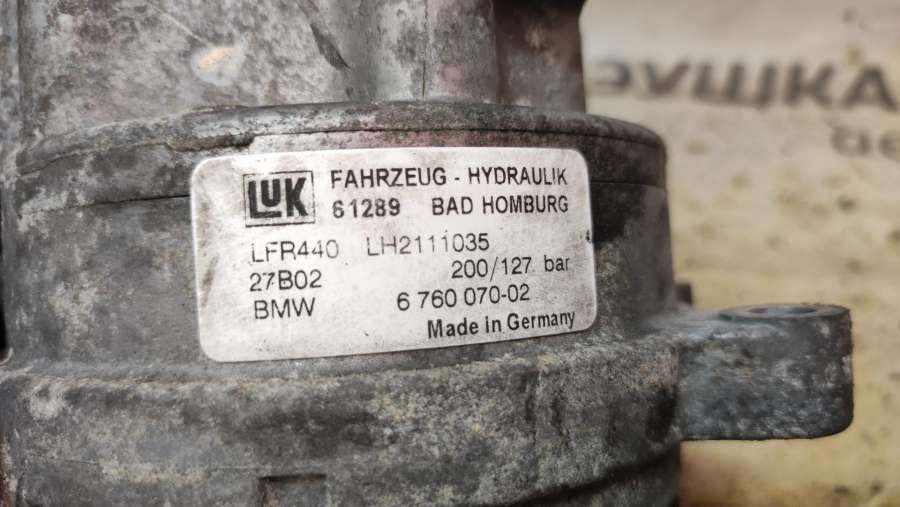 LUK FAHRZEUG - HYDRAULIK
61289 BAD HOMBURG
LFR440 LH2111035
27B02 200/127 bar
BMW 6 760 070-02
Made in Germany